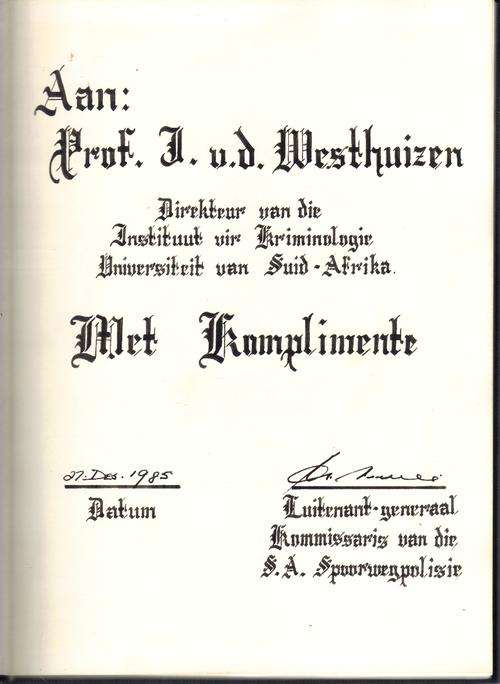 Aan:
Prof. J. v.d. Westhuizen
Direkteur van die
Instituut vir Kriminologie
Universiteit van Suid-Afrika.
Met Komplimente
27. Des. 1985
Datum
Luitenant-generaal
Kommissaris van die
S.A. Spoorwegpolisie